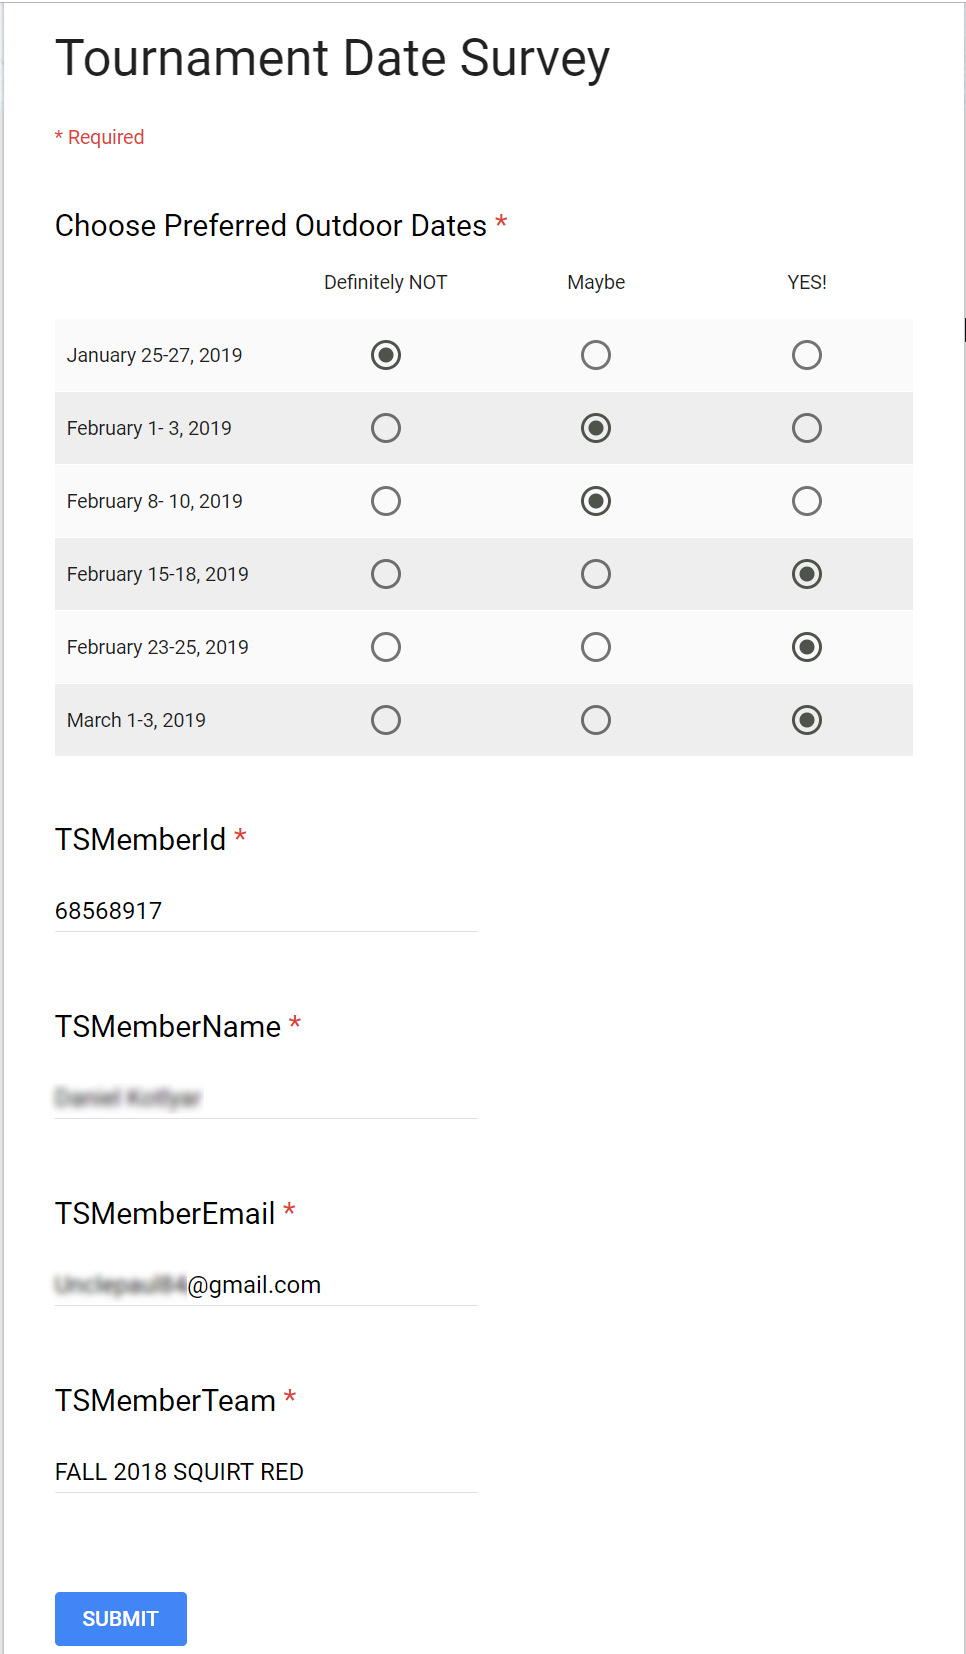 Tournament Date Survey
* Required
Choose Preferred Outdoor Dates *
Definitely NOT Maybe YES!
January 25-27, 2019
February 1- 3, 2019
February 8- 10, 2019
February 15-18, 2019
February 23-25, 2019
March 1-3, 2019
TSMemberId *
68568917
TSMemberName *
TSMemberEmail *
@gmail.com
TSMemberTeam *
FALL 2018 SQUIRT RED
SUBMIT